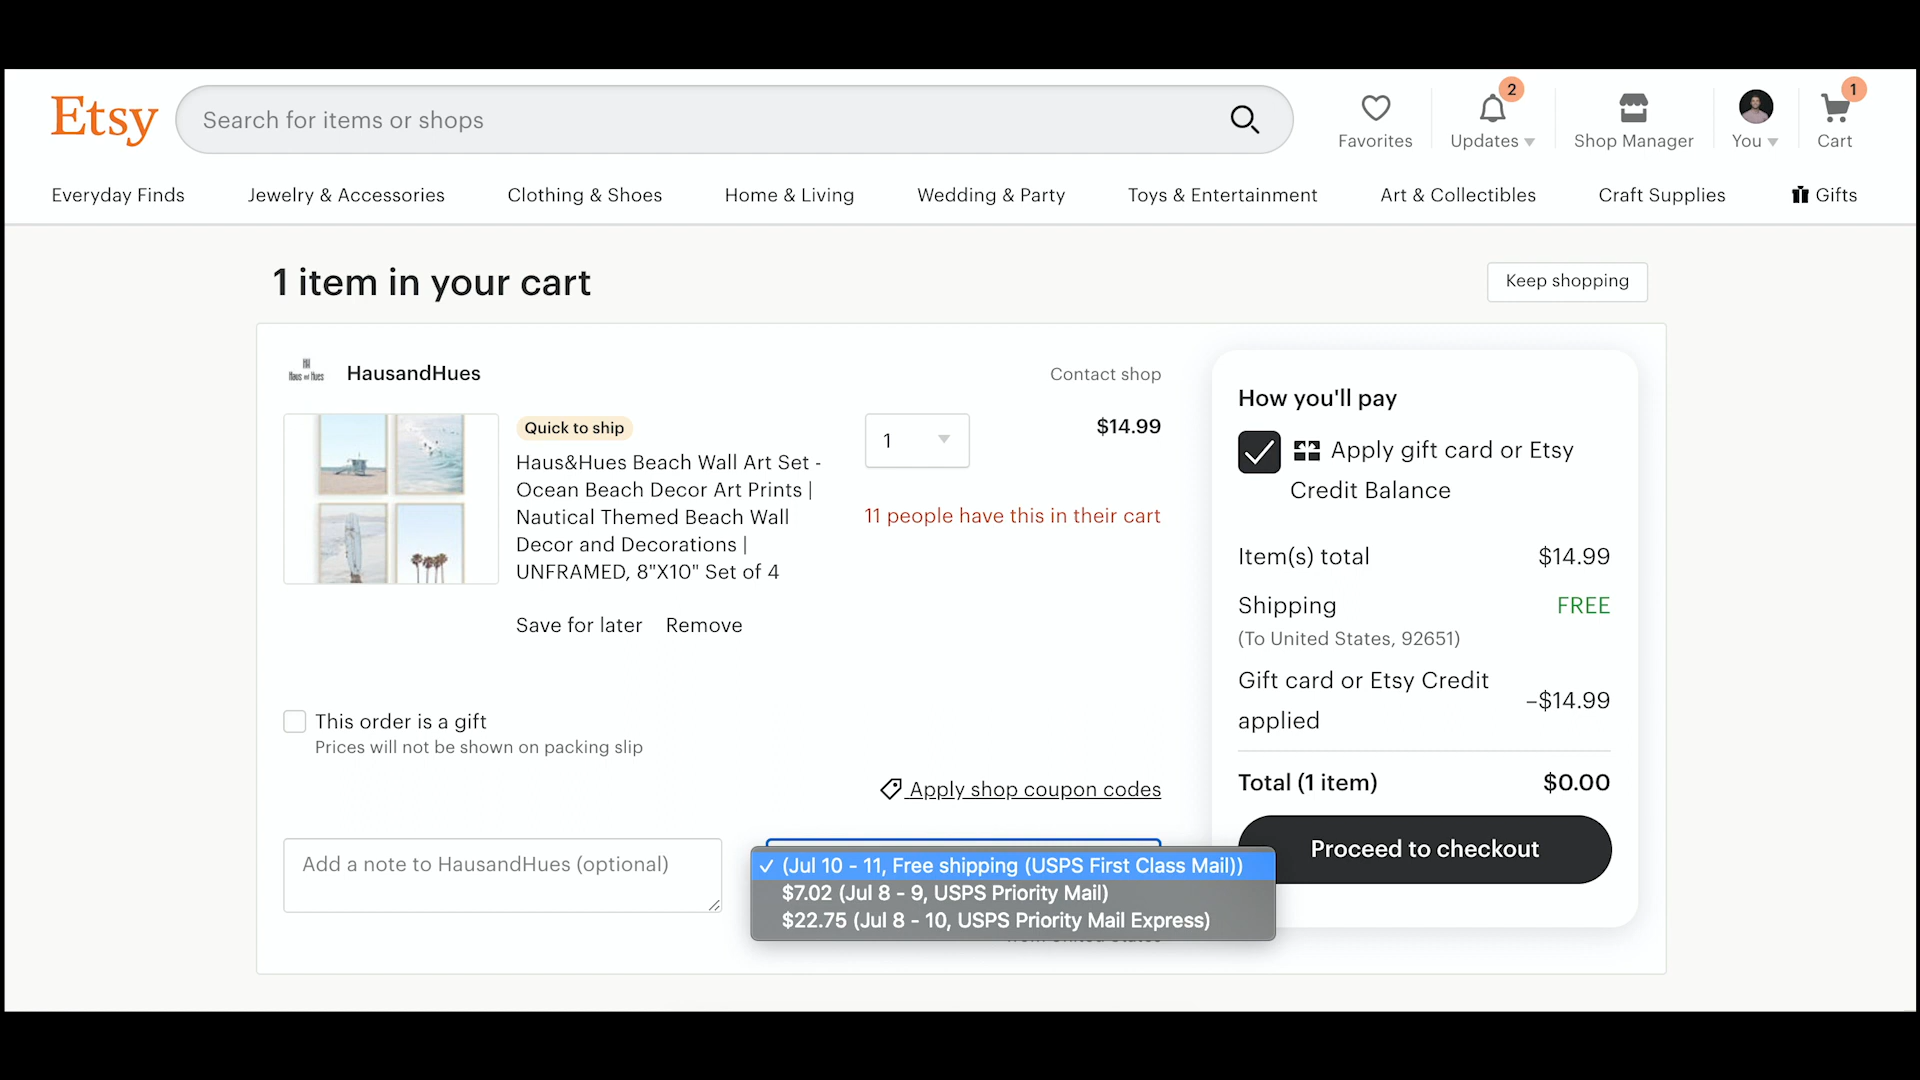 Etsy
Search for items or shops
Favorites
2
Updates
Shop Manager
You
1
Cart
Everyday Finds
Jewelry & Accessories
Clothing & Shoes
Home & Living
Wedding & Party
Toys & Entertainment
Art & Collectibles
Craft Supplies
Gifts
1 item in your cart
Keep shopping
HH
Haus and Hues
HausandHues
Contact shop
Quick to ship
Haus&Hues Beach Wall Art Set -
Ocean Beach Decor Art Prints |
Nautical Themed Beach Wall
Decor and Decorations |
UNFRAMED, 8"X10" Set of 4
1
$14.99
11 people have this in their cart
Save for later
Remove
This order is a gift
Prices will not be shown on packing slip
Apply shop coupon codes
Add a note to HausandHues (optional)
✓ (Jul 10 - 11, Free shipping (USPS First Class Mail))
$7.02 (Jul 8 - 9, USPS Priority Mail)
$22.75 (Jul 8 - 10, USPS Priority Mail Express)
How you'll pay
Apply gift card or Etsy
Credit Balance
Item(s) total $14.99
Shipping FREE
(To United States, 92651)
Gift card or Etsy Credit
applied
–$14.99
Total (1 item) $0.00
Proceed to checkout